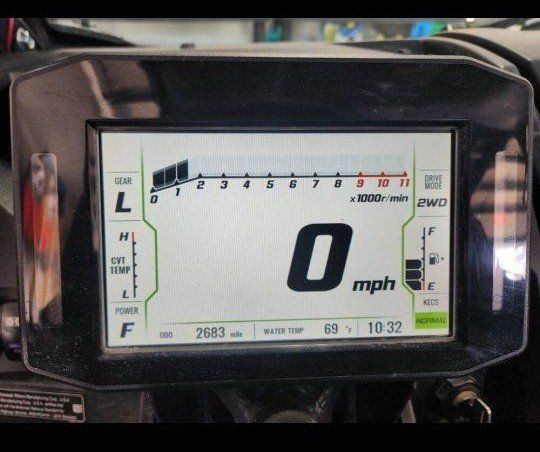 GEAR
L
0 1 2 3 4 5 6 7 8 9 10 11
x1000r/min
DRIVE
MODE
2WD
H
CVT
TEMP
L
0 mph
F
E
KECS
NORMAL
POWER
F
ODO 2683 mile WATER TEMP 69 °F 10:32